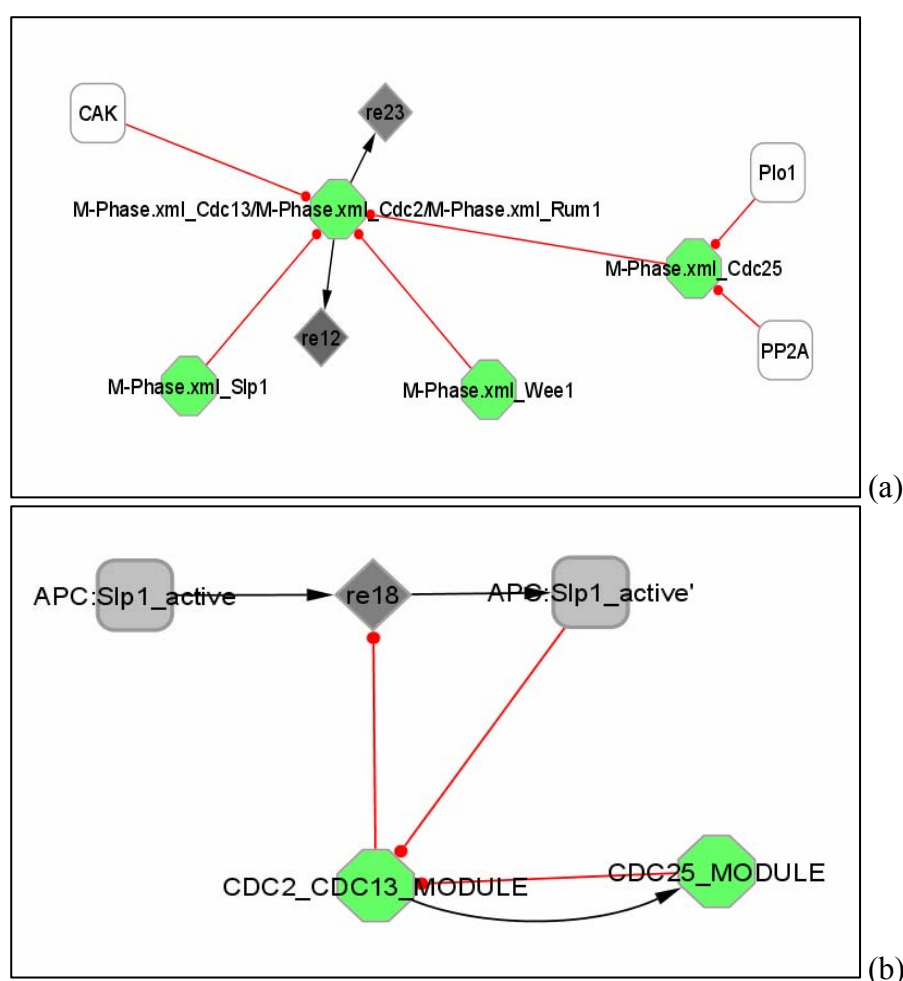 CAK
re23
Plo1
M-Phase.xml_Cdc13/M-Phase.xml_Cdc2/M-Phase.xml_Rum1
M-Phase.xml_Cdc25
re12
PP2A
M-Phase.xml_Slp1
M-Phase.xml_Wee1
(a)
APC:Slp1_active
re18
APC:Slp1_active'
CDC2_CDC13_MODULE
CDC25_MODULE
(b)